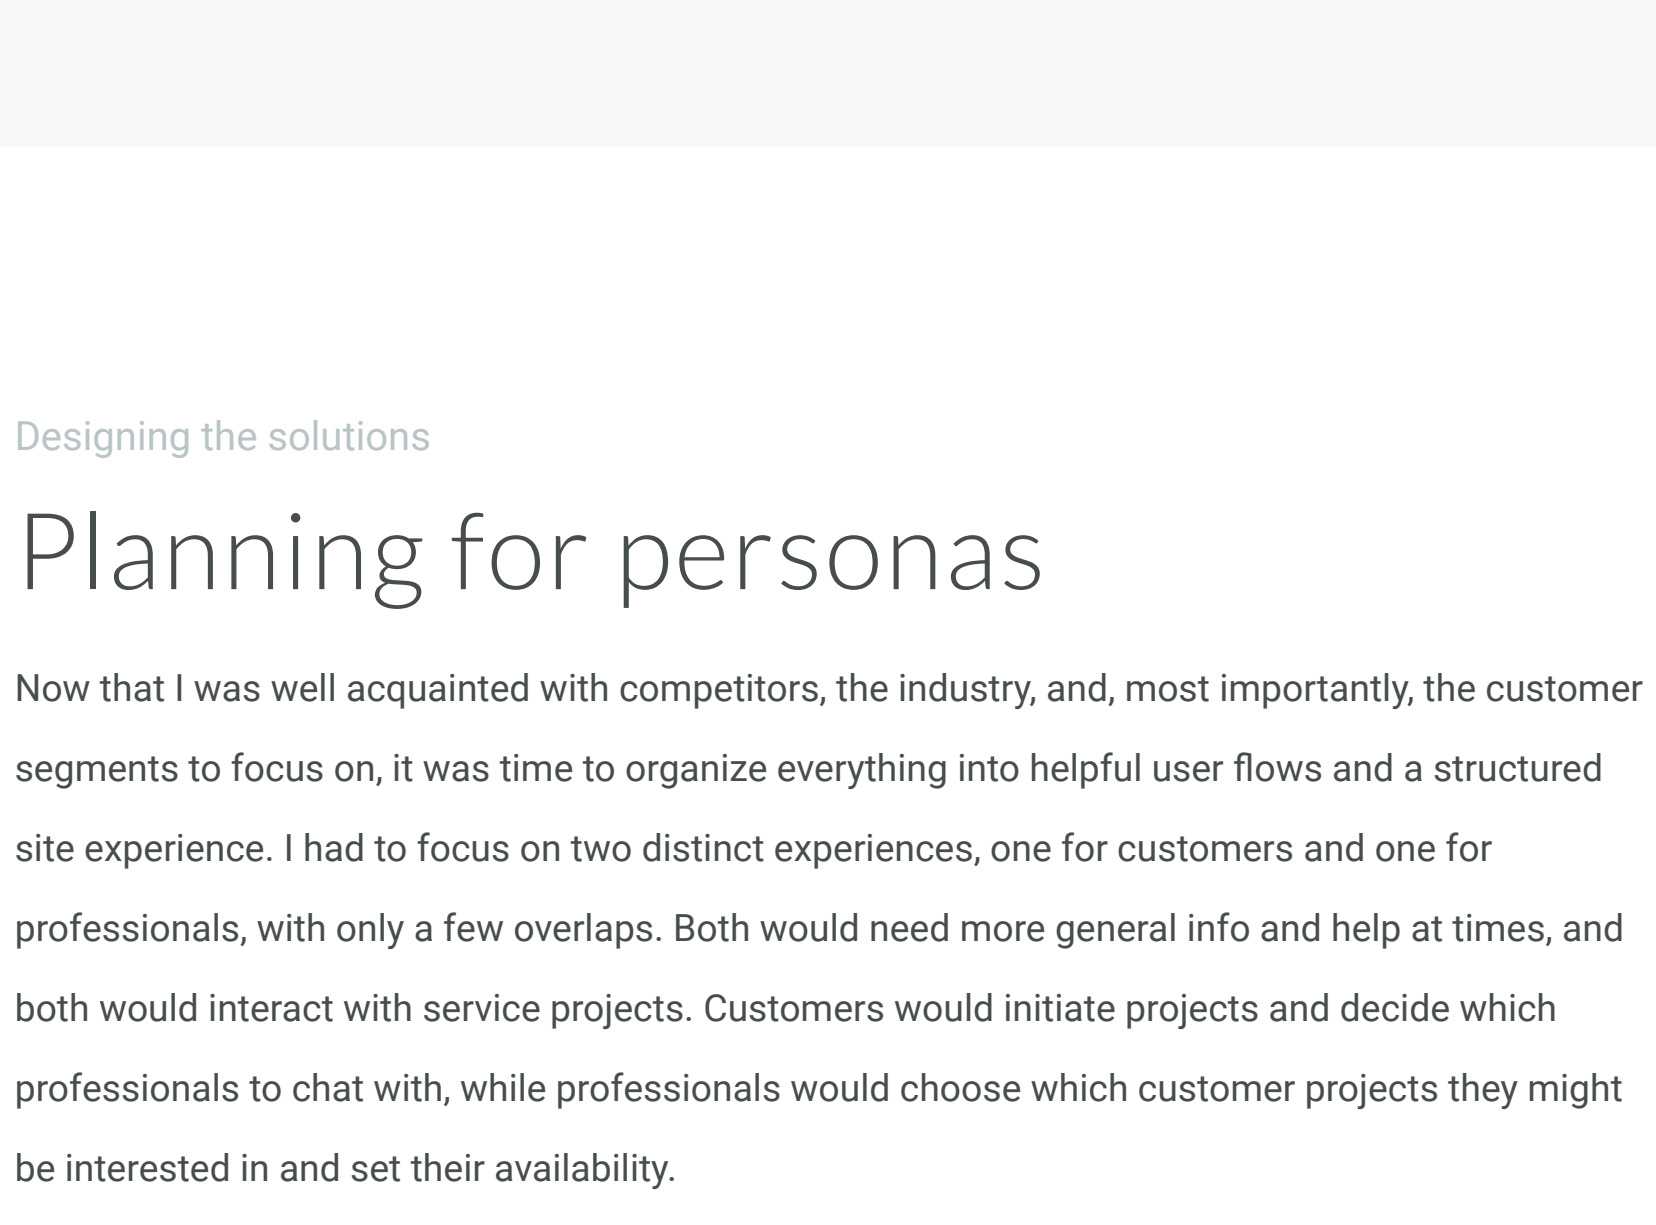 Designing the solutions
Planning for personas
Now that I was well acquainted with competitors, the industry, and, most importantly, the customer
segments to focus on, it was time to organize everything into helpful user flows and a structured
site experience. I had to focus on two distinct experiences, one for customers and one for
professionals, with only a few overlaps. Both would need more general info and help at times, and
both would interact with service projects. Customers would initiate projects and decide which
professionals to chat with, while professionals would choose which customer projects they might
be interested in and set their availability.